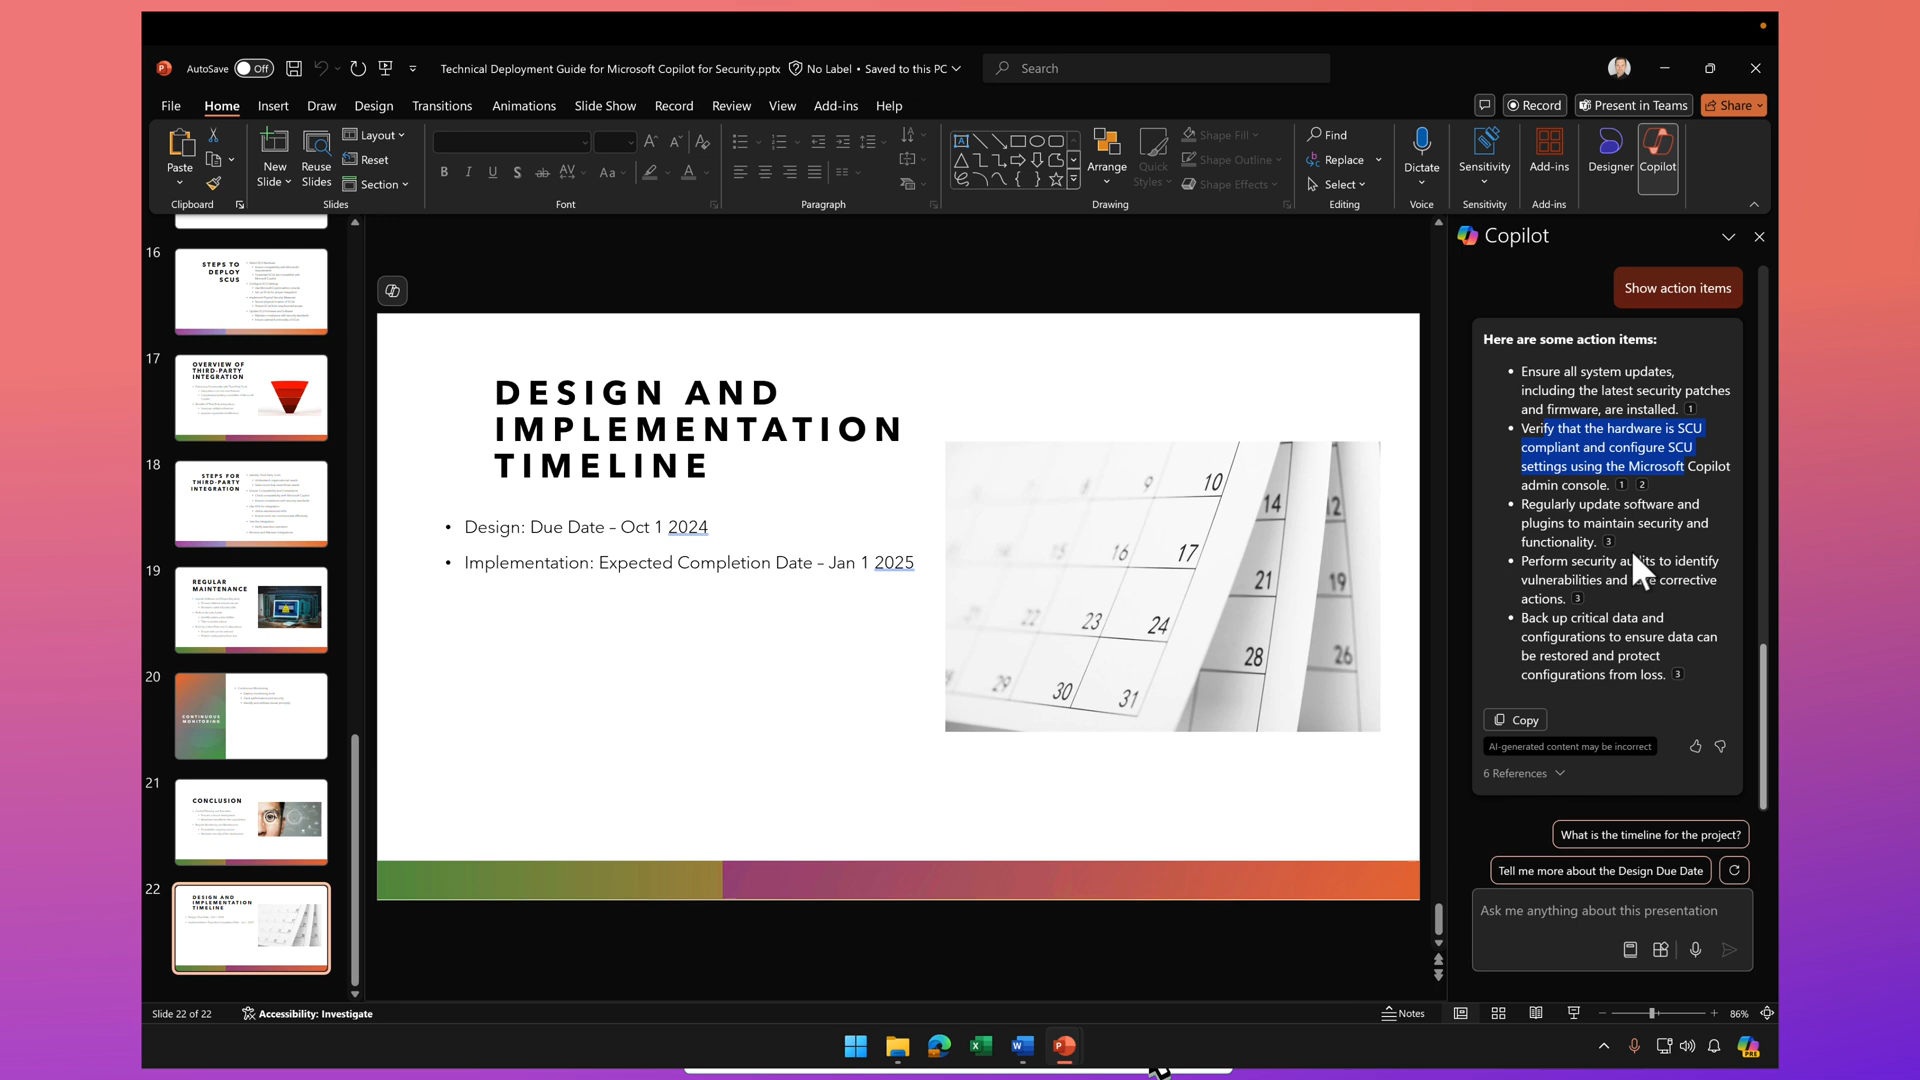 AutoSave Off Technical Deployment Guide for Microsoft Copilot for Security.pptx No Label • Saved to this PC Search
File Home Insert Draw Design Transitions Animations Slide Show Record Review View Add-ins Help Record Present in Teams Share
Paste New Slide Reuse Slides Layout Reset Section
Aa
Arrange Quick Styles Shape Fill Shape Outline Shape Effects
Find Replace Select
Dictate Sensitivity Add-ins Designer Copilot
Clipboard Slides Font Paragraph Drawing Editing Voice Sensitivity Add-ins
16
STEPS TO
DEPLOY
SCUS
17
OVERVIEW OF
THIRD-PARTY
INTEGRATION
18
STEPS FOR
THIRD-PARTY
INTEGRATION
19
REGULAR
MAINTENANCE
20
CONTINUOUS
MONITORING
21
CONCLUSION
22
DESIGN AND
IMPLEMENTATION
TIMELINE
DESIGN AND
IMPLEMENTATION
TIMELINE
• Design: Due Date – Oct 1 2024
• Implementation: Expected Completion Date – Jan 1 2025
8 9 10
15 16 17
22 23 24
29 30 31
14
21
28
12
19
26
Copilot
Show action items
Here are some action items:
• Ensure all system updates,
including the latest security patches
and firmware, are installed. 1
• Verify that the hardware is SCU
compliant and configure SCU
settings using the Microsoft Copilot
admin console. 1 2
• Regularly update software and
plugins to maintain security and
functionality. 3
• Perform security audits to identify
vulnerabilities and corrective
actions. 3
• Back up critical data and
configurations to ensure data can
be restored and protect
configurations from loss. 3
Copy
AI-generated content may be incorrect
6 References
What is the timeline for the project?
Tell me more about the Design Due Date
Ask me anything about this presentation
Slide 22 of 22 Accessibility: Investigate Notes 86%
PRE